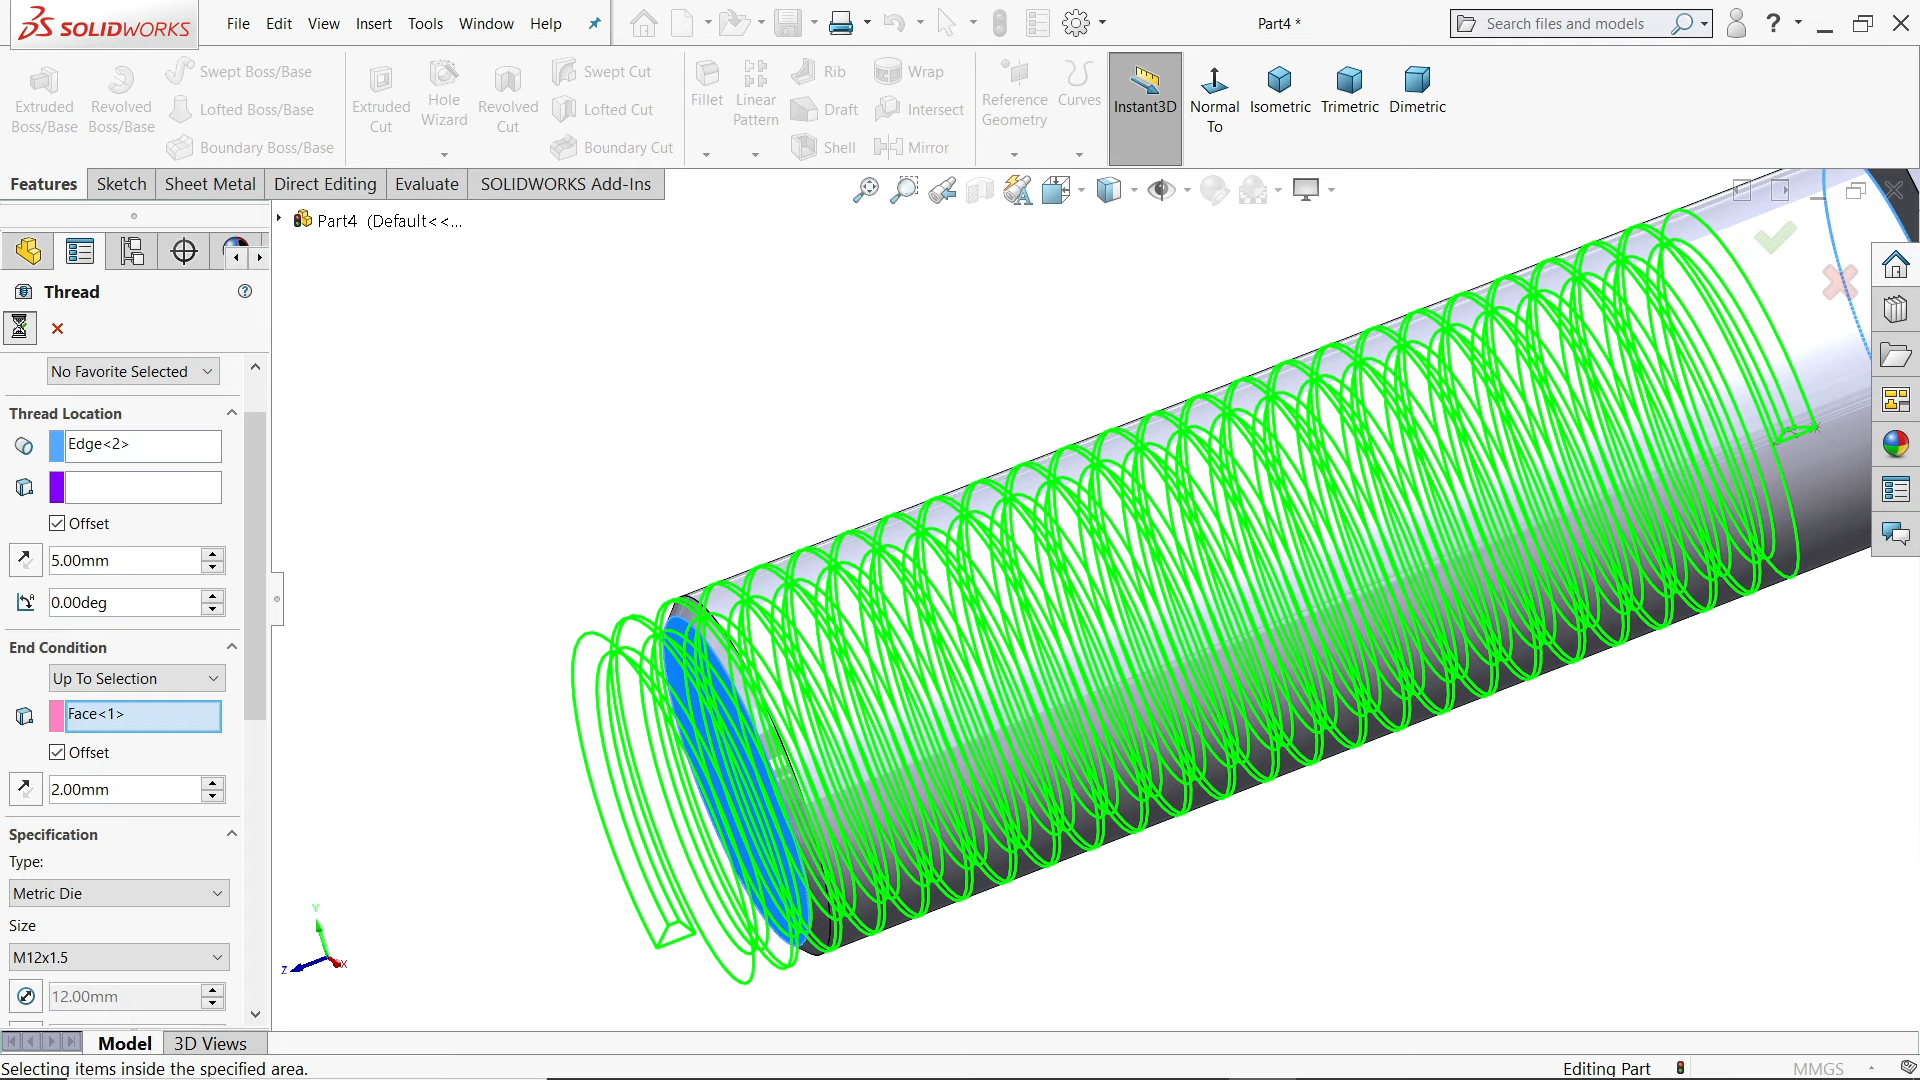 SOLIDWORKS
File Edit View Insert Tools Window Help
Part4 *
Search files and models
?
Extruded Boss/Base
Revolved Boss/Base
Swept Boss/Base
Lofted Boss/Base
Boundary Boss/Base
Extruded Cut
Hole Wizard
Revolved Cut
Swept Cut
Lofted Cut
Boundary Cut
Fillet
Linear Pattern
Rib
Draft
Shell
Wrap
Intersect
Mirror
Reference Geometry
Curves
Instant3D
Normal To
Isometric
Trimetric
Dimetric
Features Sketch Sheet Metal Direct Editing Evaluate SOLIDWORKS Add-Ins
Part4 (Default<<...
Thread
No Favorite Selected
Thread Location
Edge<2>
Offset
5.00mm
0.00deg
End Condition
Up To Selection
Face<1>
Offset
2.00mm
Specification
Type:
Metric Die
Size
M12x1.5
12.00mm
Y
Z
X
Model 3D Views
Selecting items inside the specified area.
Editing Part
MMGS